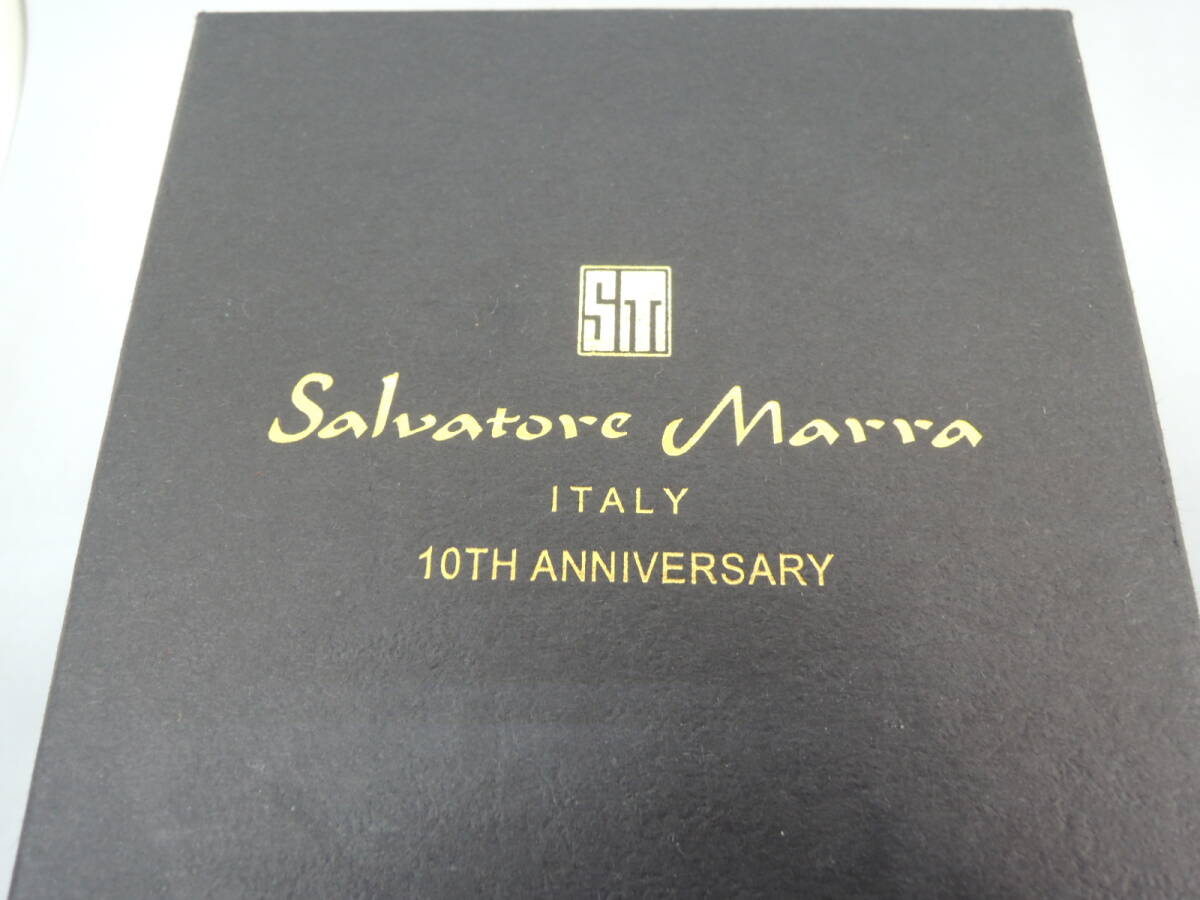 Sm
Salvatore Marra
ITALY
10TH ANNIVERSARY